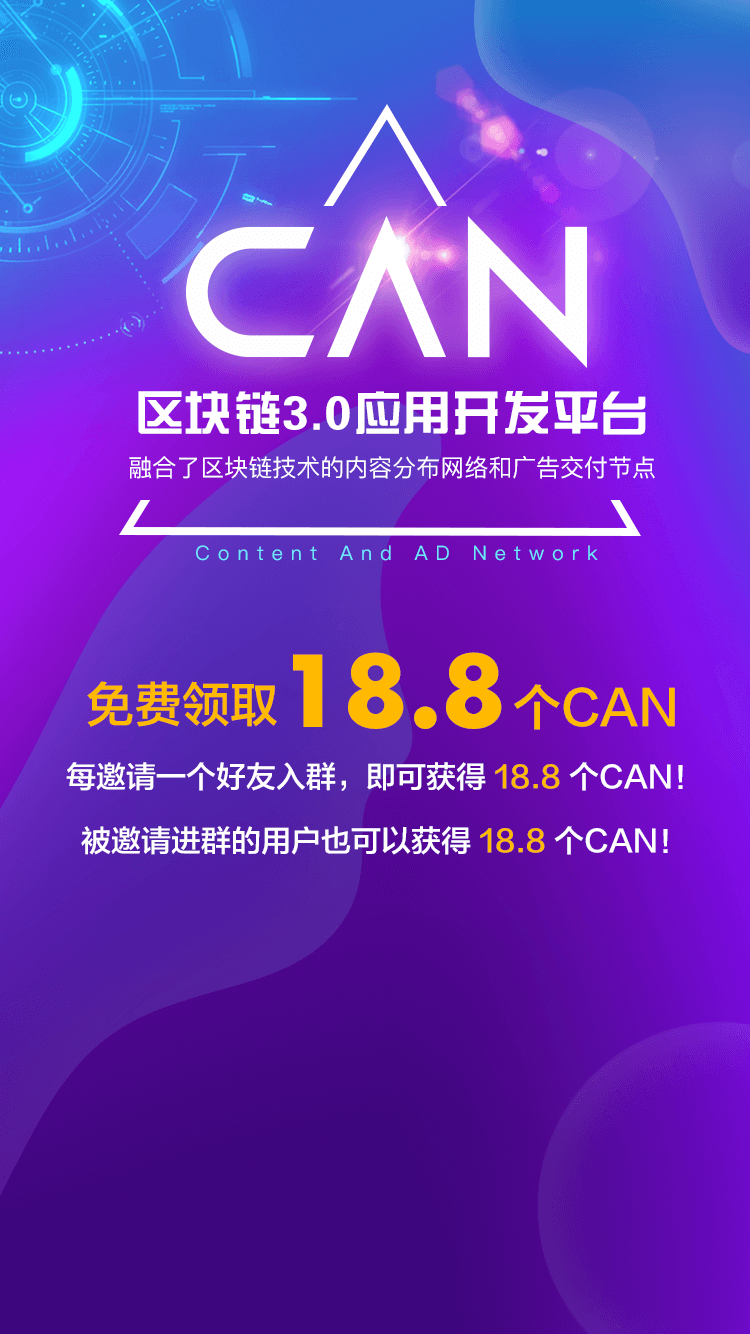 CAN
区块链3.0应用开发平台
融合了区块链技术的内容分布网络和广告交付节点
Content And AD Network
免费领取18.8个CAN
每邀请一个好友入群，即可获得 18.8 个CAN！
被邀请进群的用户也可以获得 18.8 个CAN！